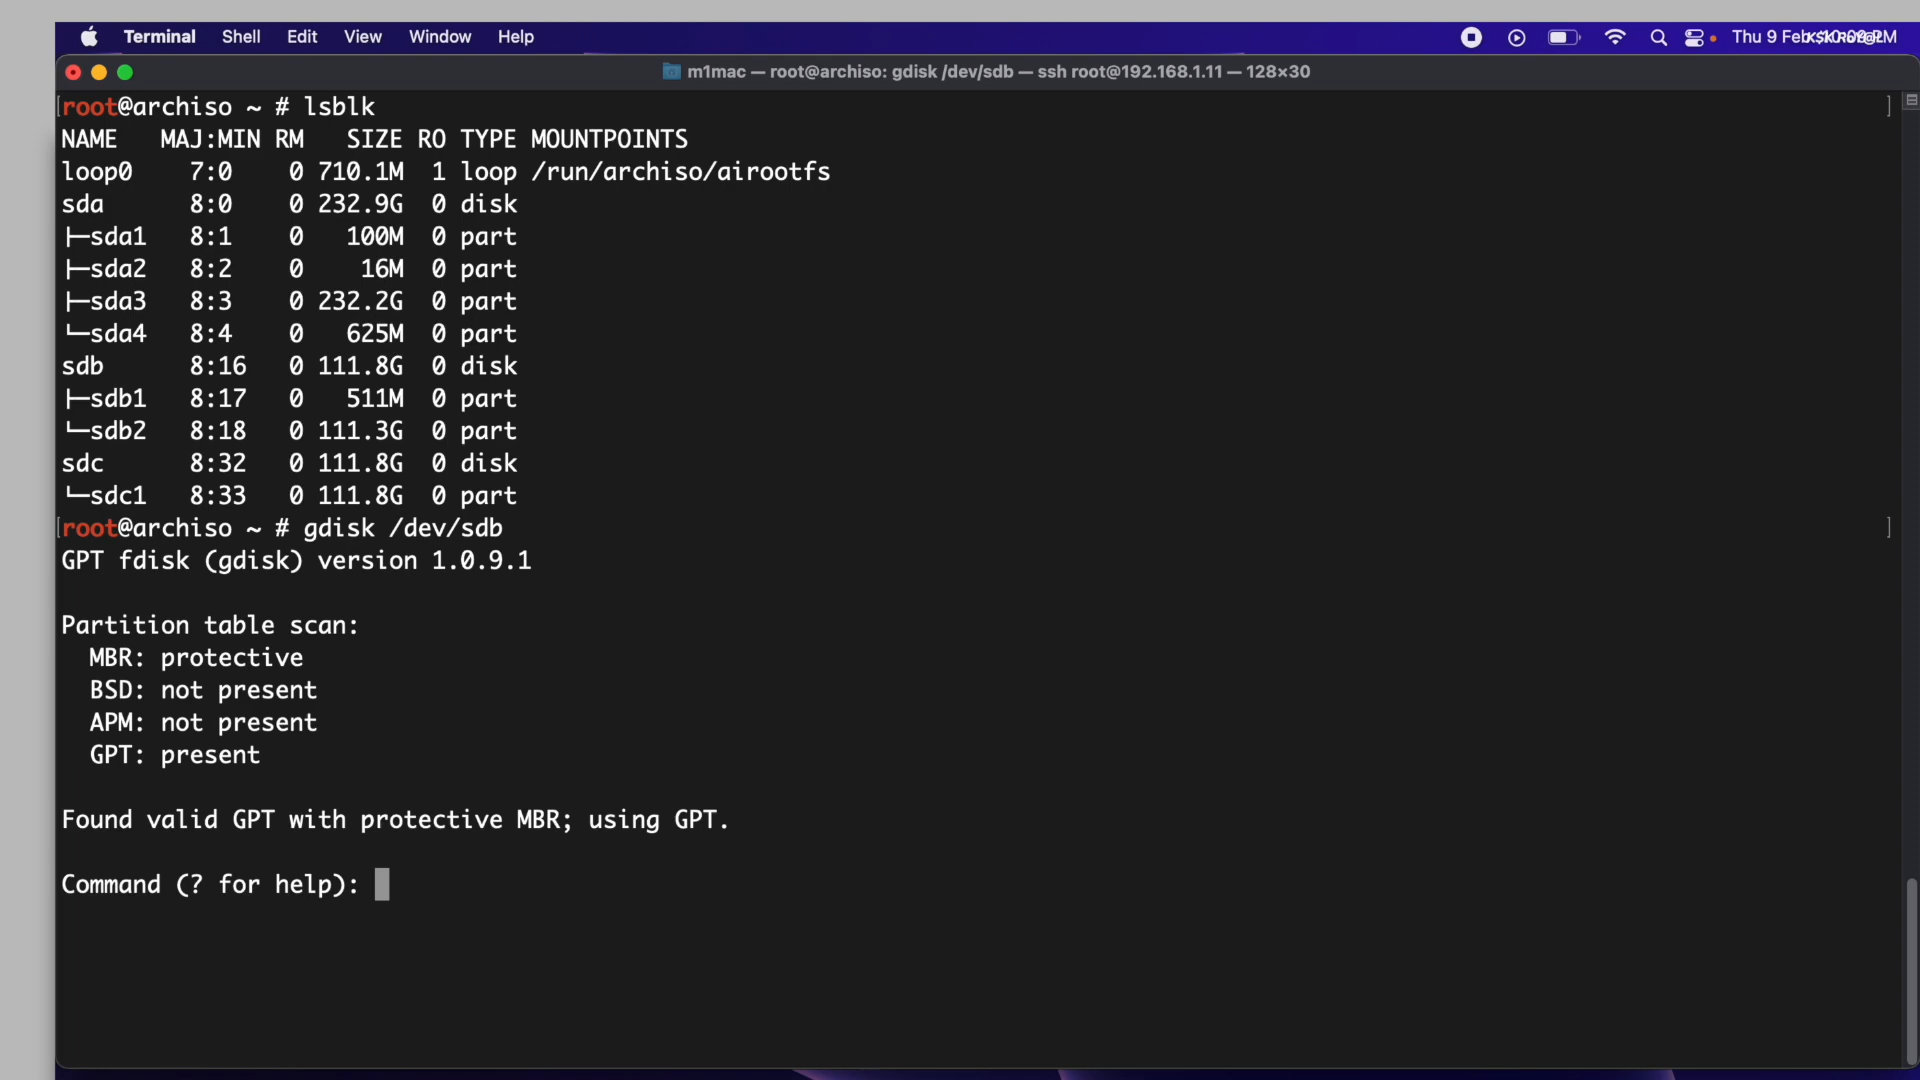 Terminal Shell Edit View Window Help Thu 9 Feb
m1mac — root@archiso: gdisk /dev/sdb — ssh root@192.168.1.11 — 128×30
[root@archiso ~ # lsblk ]
NAME MAJ:MIN RM SIZE RO TYPE MOUNTPOINTS
loop0 7:0 0 710.1M 1 loop /run/archiso/airootfs
sda 8:0 0 232.9G 0 disk
├─sda1 8:1 0 100M 0 part
├─sda2 8:2 0 16M 0 part
├─sda3 8:3 0 232.2G 0 part
└─sda4 8:4 0 625M 0 part
sdb 8:16 0 111.8G 0 disk
├─sdb1 8:17 0 511M 0 part
└─sdb2 8:18 0 111.3G 0 part
sdc 8:32 0 111.8G 0 disk
└─sdc1 8:33 0 111.8G 0 part
[root@archiso ~ # gdisk /dev/sdb ]
GPT fdisk (gdisk) version 1.0.9.1
Partition table scan:
MBR: protective
BSD: not present
APM: not present
GPT: present
Found valid GPT with protective MBR; using GPT.
Command (? for help):